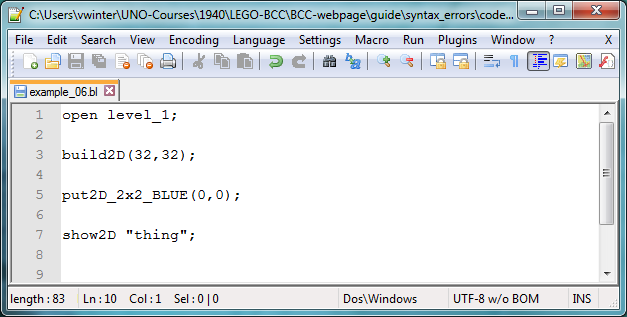 C:\Users\vwinter\UNO-Courses\1940\LEGO-BCC\BCC-webpage\guide\syntax_errors\code...
File Edit Search View Encoding Language Settings Macro Run Plugins Window ? X
example_06.bl
1 open level_1;
2
3 build2D(32,32);
4
5 put2D_2x2_BLUE(0,0);
6
7 show2D "thing";
8
9
length : 83 Ln : 10 Col : 1 Sel : 0 | 0 Dos\Windows UTF-8 w/o BOM INS